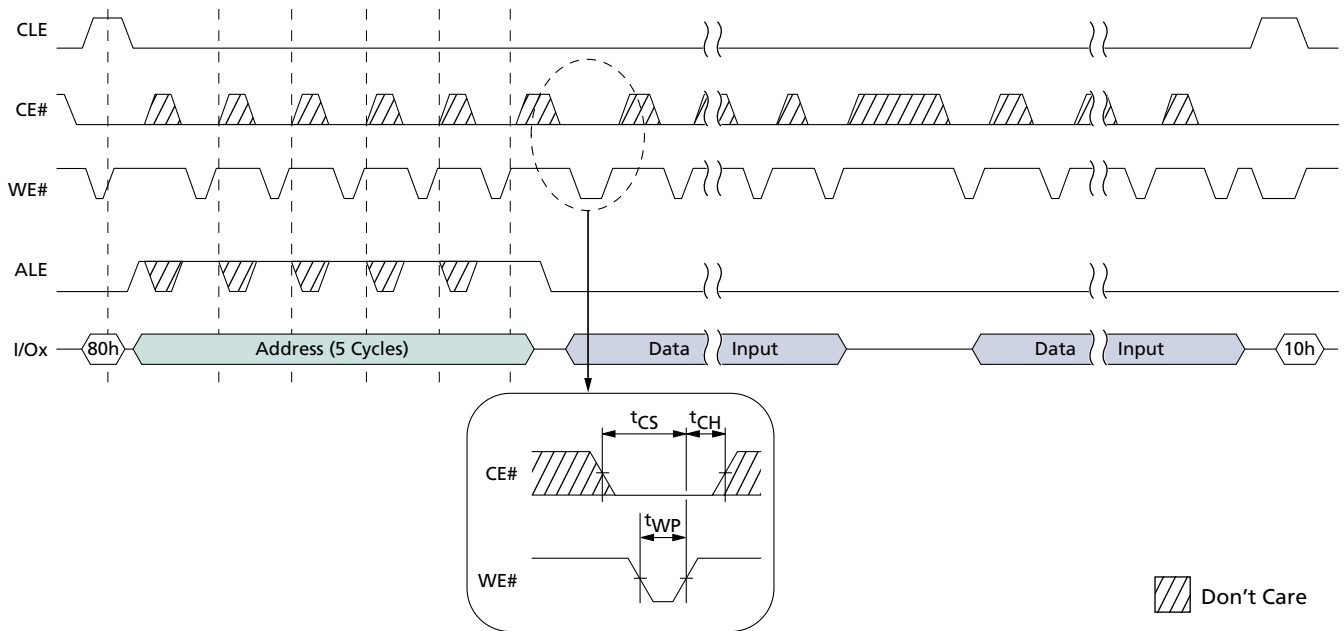 CLE
CE#
WE#
ALE
I/Ox
80h
Address (5 Cycles)
Data Input
Data Input
10h
tCS
tCH
CE#
tWP
WE#
Don't Care